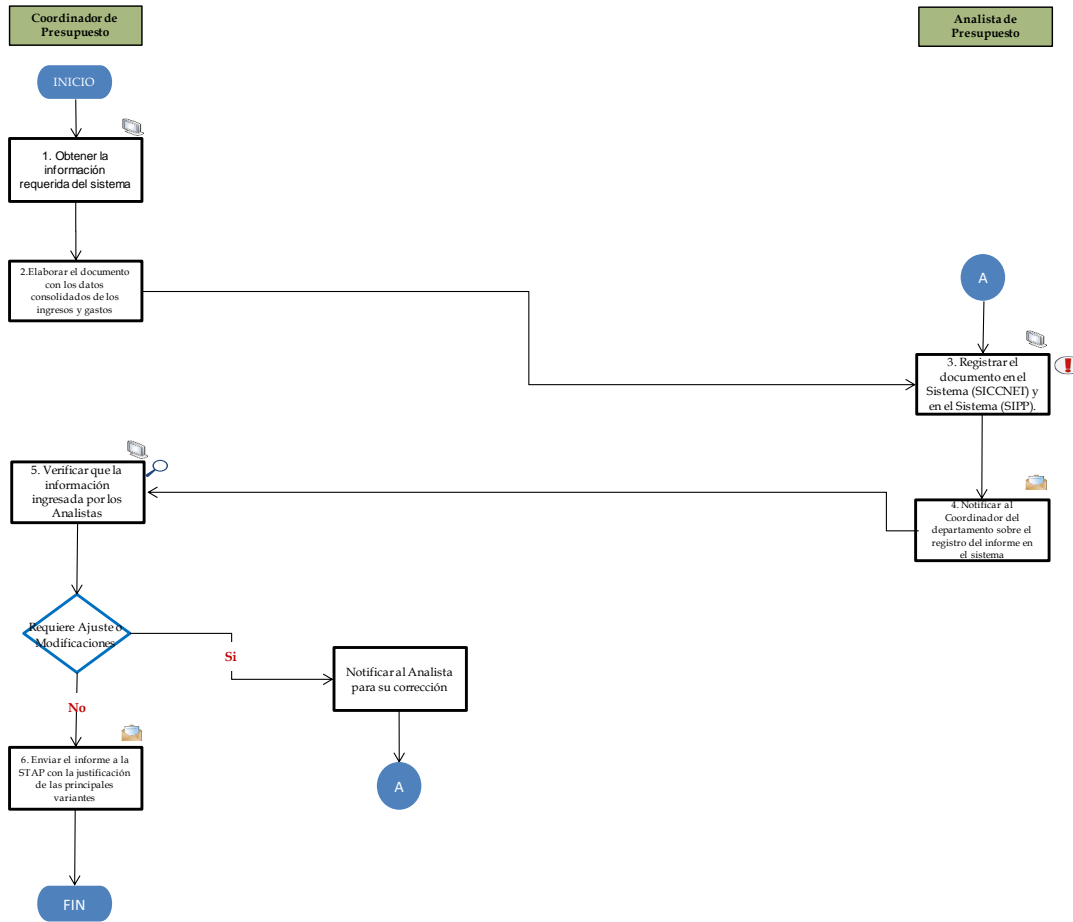 Coordinador de
Presupuesto
Analista de
Presupuesto
INICIO
1. Obtener la
información
requerida del sistema
2.Elaborar el documento
con los datos
consolidados de los
ingresos y gastos
A
3. Registrar el
documento en el
Sistema (SICCNET) y
en el Sistema (SIPP).
4. Notificar al
Coordinador del
departamento sobre el
registro del informe en
el sistema
5. Verificar que la
información
ingresada por los
Analistas
Requiere Ajuste o
Modificaciones
Si
Notificar al Analista
para su corrección
A
No
6. Enviar el informe a la
STAP con la justificación
de las principales
variantes
FIN